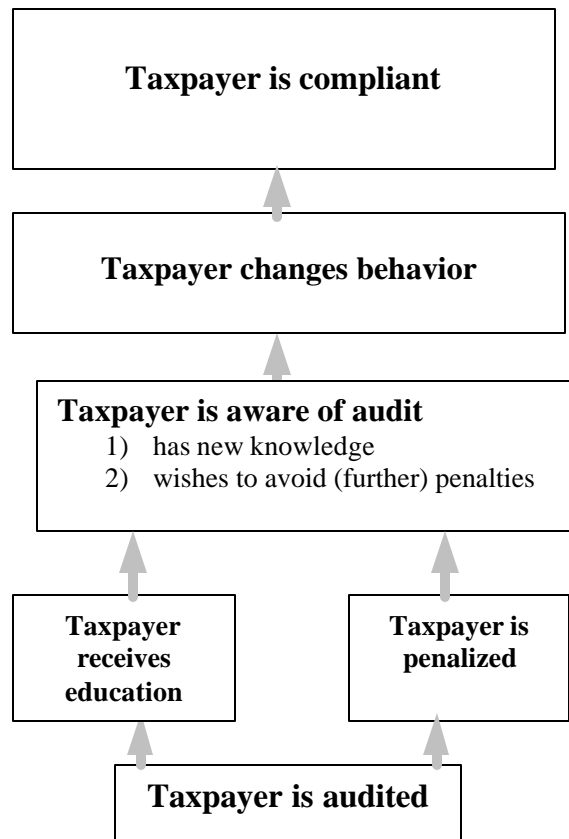 Taxpayer is compliant
Taxpayer changes behavior
Taxpayer is aware of audit
1) has new knowledge
2) wishes to avoid (further) penalties
Taxpayer
receives
education
Taxpayer is
penalized
Taxpayer is audited